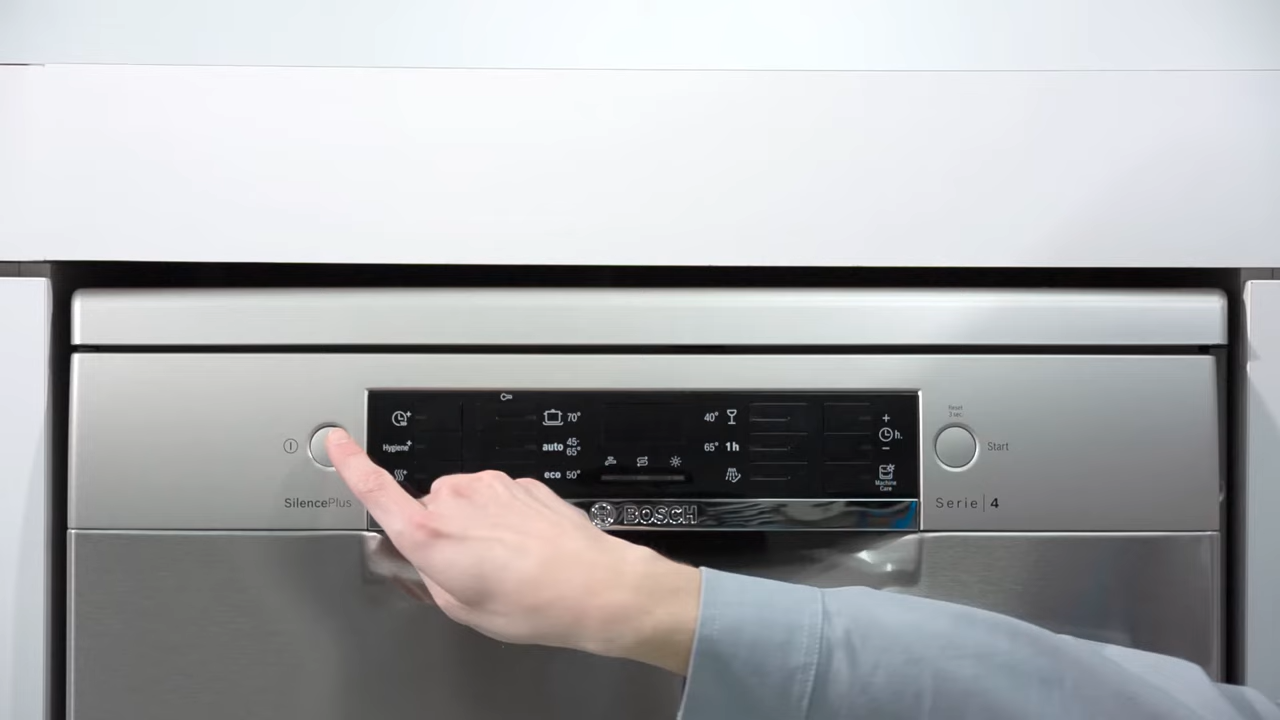 Hygiene+
SilencePlus
70°
auto 45-
65°
eco 50°
40°
65° 1h
+
h.
−
Machine
Care
BOSCH
Reset
3 sec.
Start
Serie | 4